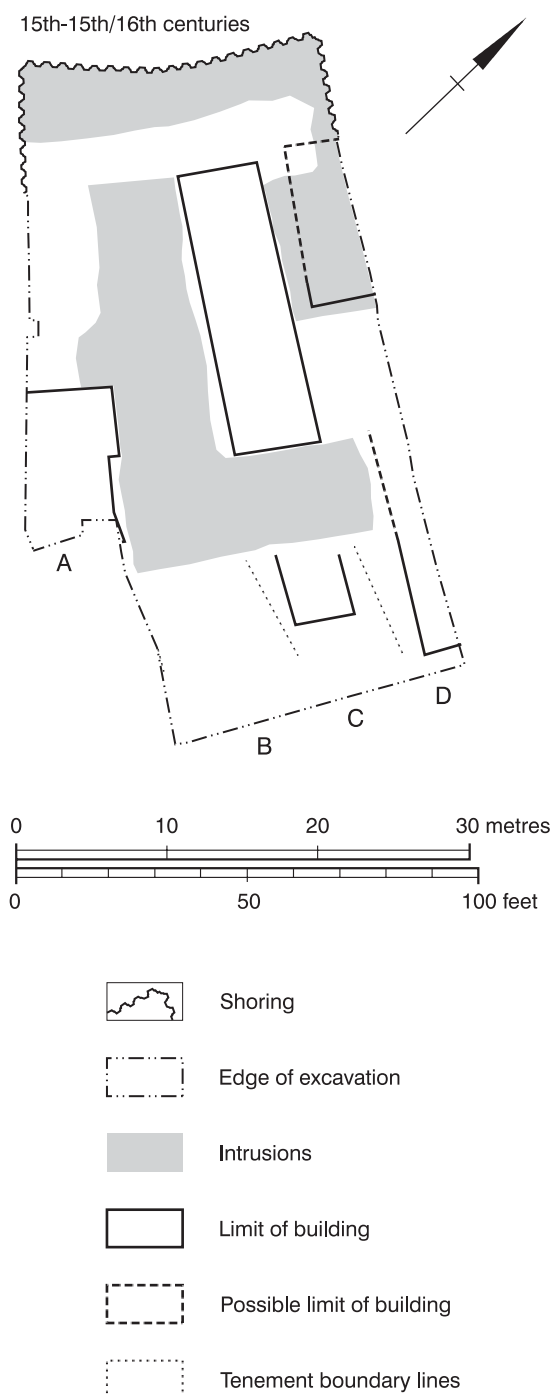 15th-15th/16th centuries
A
B
C
D
0 10 20 30 metres
0 50 100 feet
Shoring
Edge of excavation
Intrusions
Limit of building
Possible limit of building
Tenement boundary lines